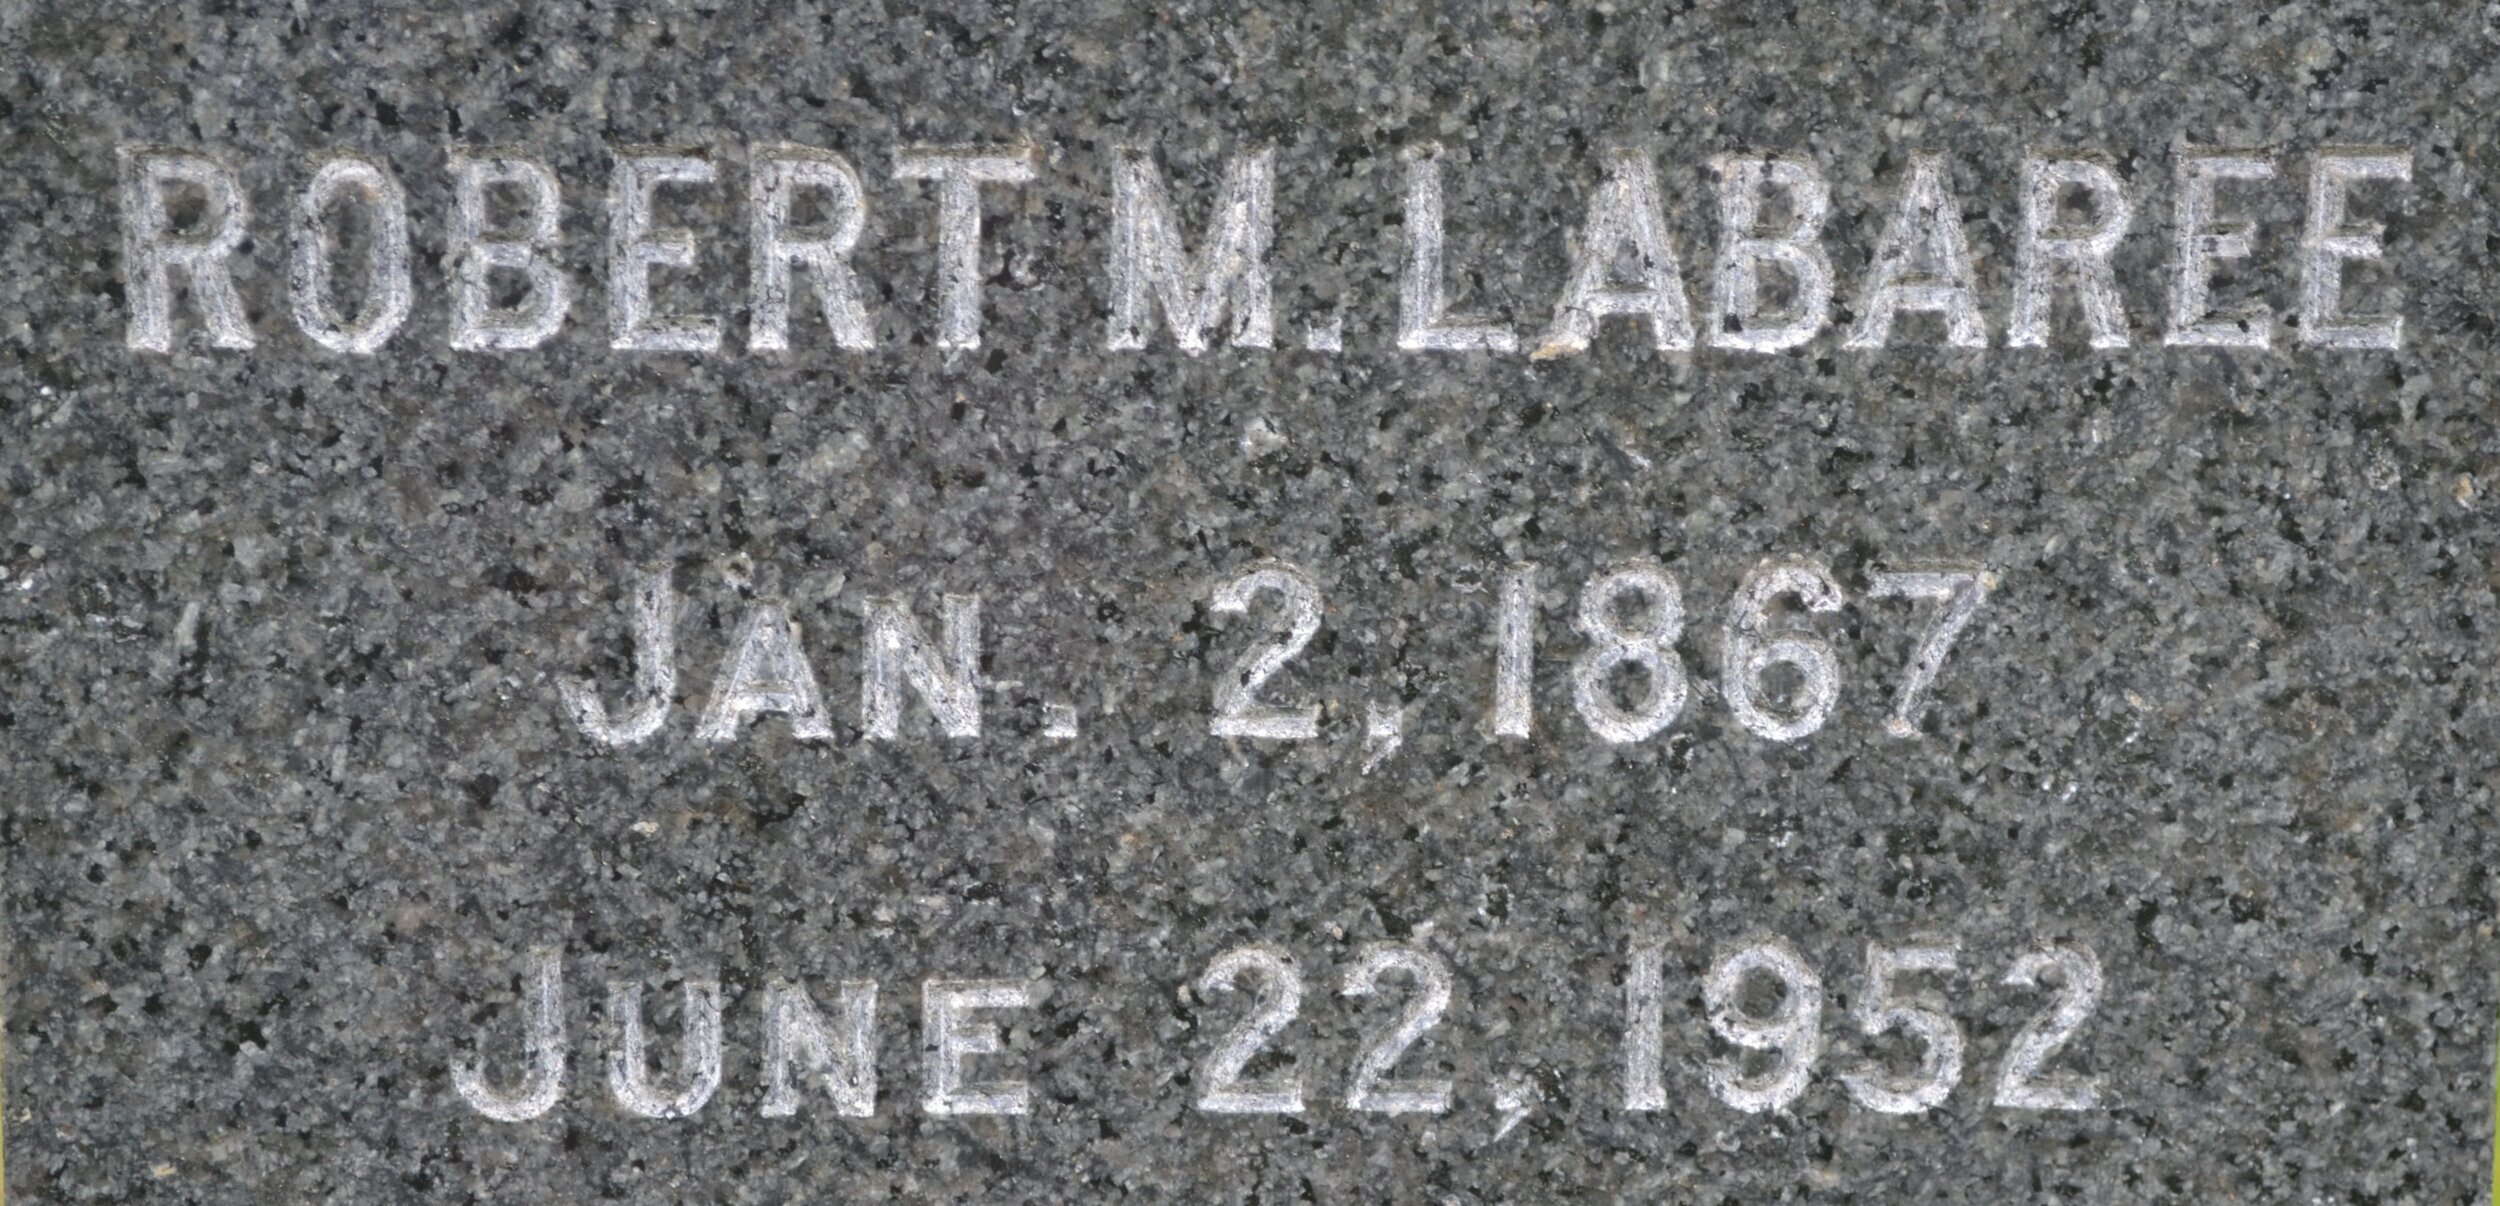 ROBERT M. LABAREE
JAN. 2, 1867
JUNE 22, 1952